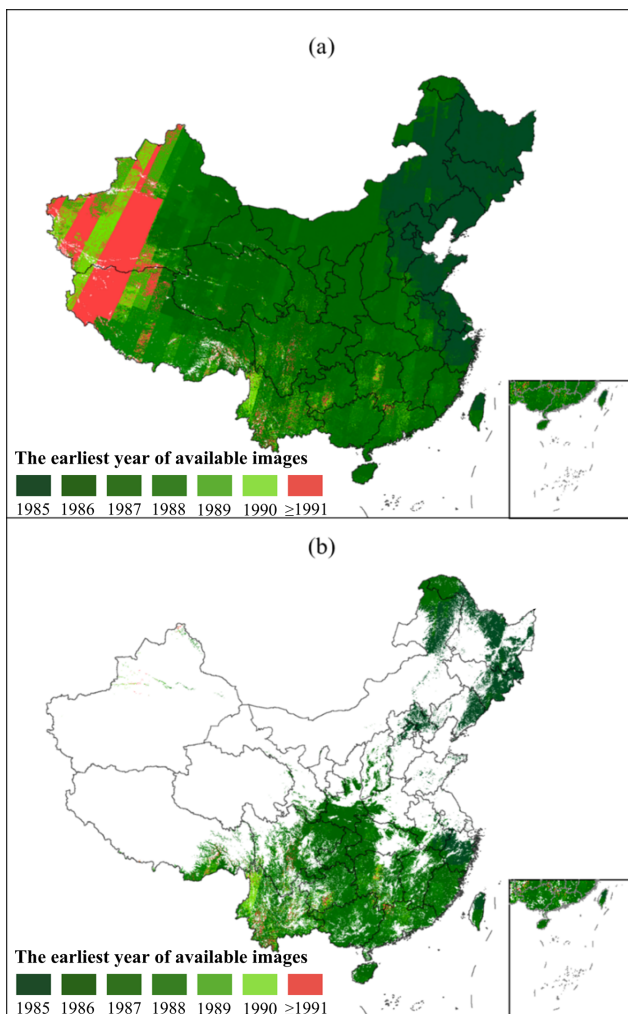 (a)
The earliest year of available images
1985 1986 1987 1988 1989 1990 ≥1991
(b)
The earliest year of available images
1985 1986 1987 1988 1989 1990 >1991